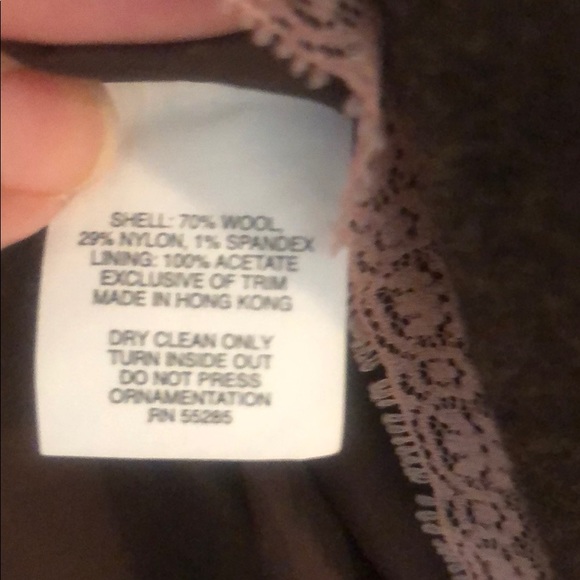 SHELL: 70% WOOL,
29% NYLON, 1% SPANDEX
LINING: 100% ACETATE
EXCLUSIVE OF TRIM
MADE IN HONG KONG
DRY CLEAN ONLY
TURN INSIDE OUT
DO NOT PRESS
ORNAMENTATION
RN 55285